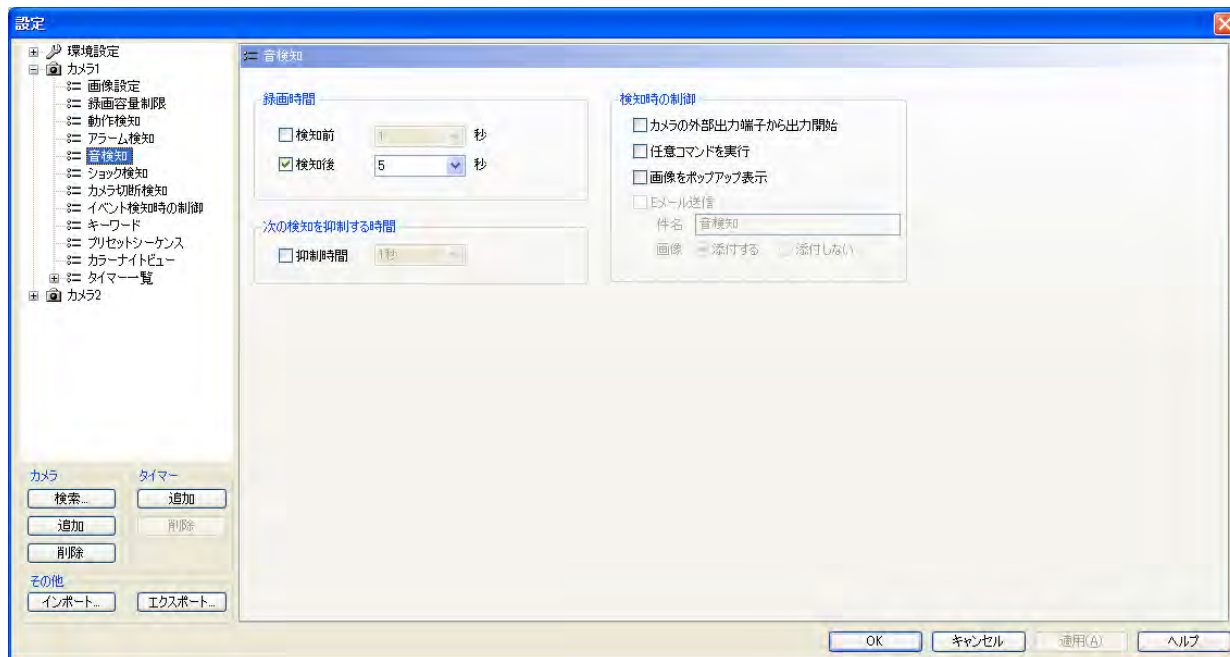 設定
環境設定
カメラ1
画像設定
録画容量制限
動作検知
アラーム検知
音検知
ショック検知
カメラ切断検知
イベント検知時の制御
キーワード
プリセットシーケンス
カラーナイトビュー
タイマー一覧
カメラ2
カメラ
検索...
追加
削除
タイマー
追加
削除
その他
インポート...
エクスポート...
音検知
録画時間
検知前 1 秒
検知後 5 秒
次の検知を抑制する時間
抑制時間 1秒
検知時の制御
カメラの外部出力端子から出力開始
任意コマンドを実行
画像をポップアップ表示
Eメール送信
件名 音検知
画像 添付する 添付しない
OK
キャンセル
適用(A)
ヘルプ